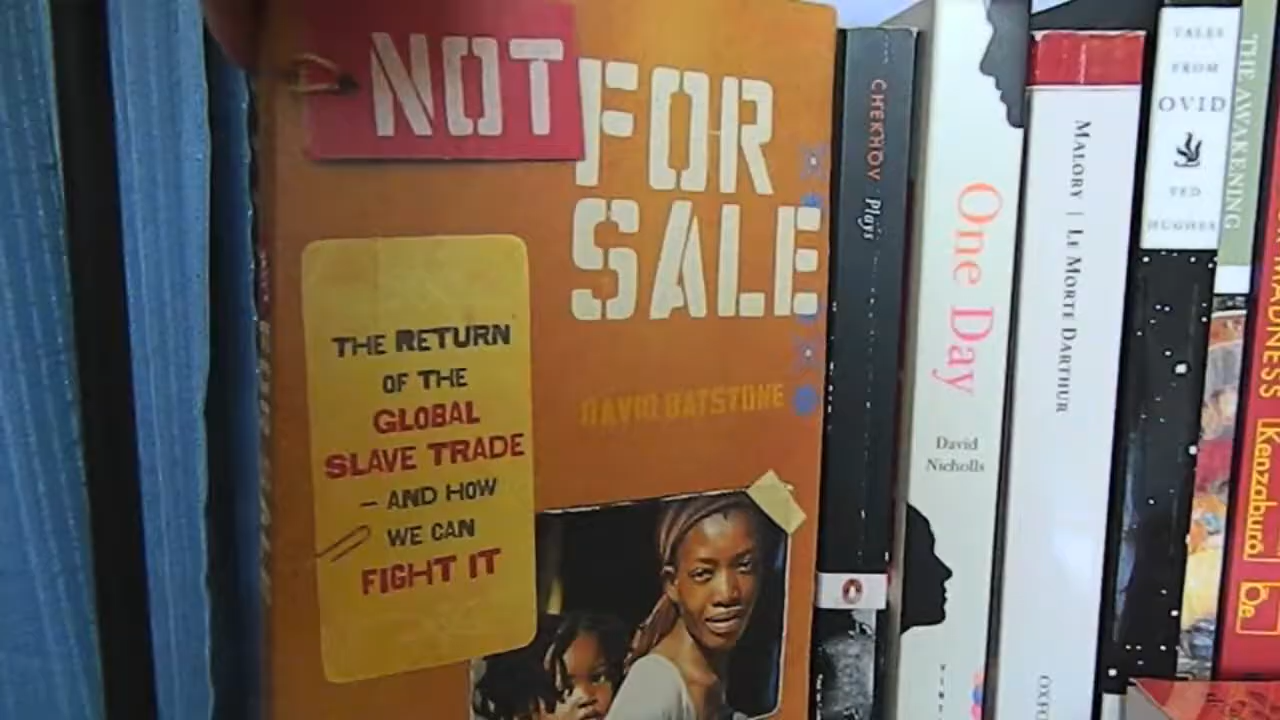 NOT FOR
SALE
THE RETURN
OF THE
GLOBAL
SLAVE TRADE
– AND HOW
WE CAN
FIGHT IT
DAVID BATSTONE
CHEKHOV Plays
One Day
David
Nicholls
MALORY | LE MORTE DARTHUR
TALES
FROM
OVID
TED
HUGHES
THE AWAKENING
Kenzaburō
Ōe